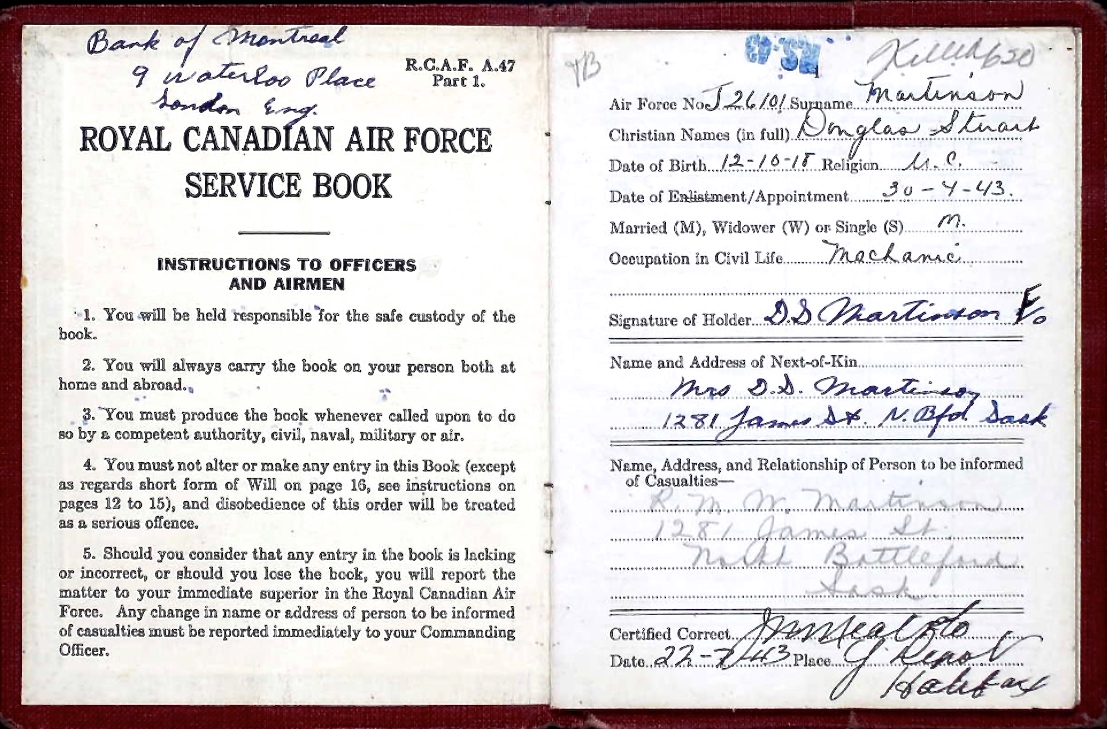 Bank of Montreal
9 Waterloo Place
London Eng.
R.C.A.F. A.47
Part 1.
ROYAL CANADIAN AIR FORCE
SERVICE BOOK
INSTRUCTIONS TO OFFICERS
AND AIRMEN
1. You will be held responsible for the safe custody of the
book.
2. You will always carry the book on your person both at
home and abroad.
3. You must produce the book whenever called upon to do
so by a competent authority, civil, naval, military or air.
4. You must not alter or make any entry in this Book (except
as regards short form of Will on page 16, see instructions on
pages 12 to 15), and disobedience of this order will be treated
as a serious offence.
5. Should you consider that any entry in the book is lacking
or incorrect, or should you lose the book, you will report the
matter to your immediate superior in the Royal Canadian Air
Force. Any change in name or address of person to be informed
of casualties must be reported immediately to your Commanding
Officer.
Killed
1
Air Force No. J26101 Surname Martinson
Christian Names (in full) Douglas Stuart
Date of Birth 12-10-18 Religion U.C.
Date of Enlistment/Appointment 30-4-43.
Married (M), Widower (W) or Single (S) M.
Occupation in Civil Life Mechanic
Signature of Holder D S Martinson F/o
Name and Address of Next-of-Kin
Mrs D.S. Martinson
1281 James St. N. Bfd Sask
Name, Address, and Relationship of Person to be informed
of Casualties—
R. M. W. Martinson
1281 James St.
North Battleford
Sask.
Certified Correct F/o
Date 22-7/43 Place Y Depot
Halifax